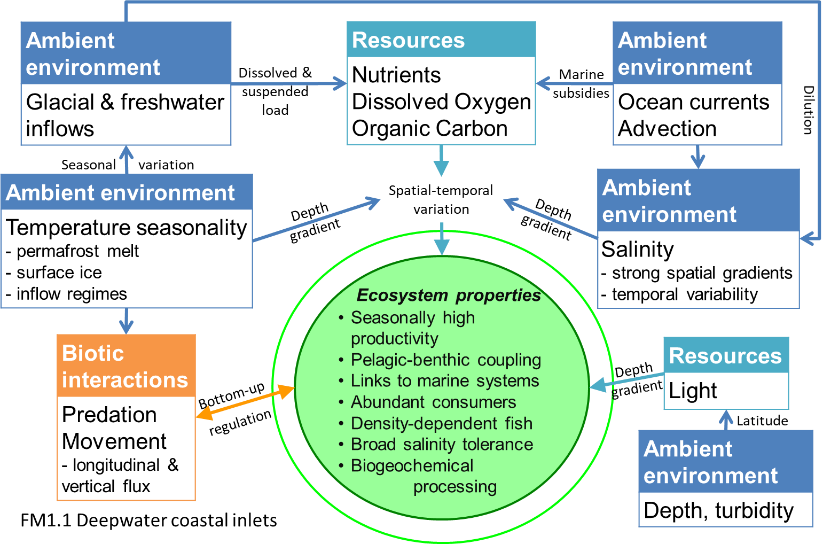 Ambient
environment
Glacial & freshwater
inflows
Dissolved &
suspended
load
Resources
Nutrients
Dissolved Oxygen
Organic Carbon
Marine
subsidies
Ambient
environment
Ocean currents
Advection
Dilution
Seasonal variation
Ambient environment
Temperature seasonality
- permafrost melt
- surface ice
- inflow regimes
Depth
gradient
Spatial-temporal
variation
Depth
gradient
Ambient
environment
Salinity
- strong spatial gradients
- temporal variability
Ecosystem properties
• Seasonally high
productivity
• Pelagic-benthic coupling
• Links to marine systems
• Abundant consumers
• Density-dependent fish
• Broad salinity tolerance
• Biogeochemical
processing
Biotic
interactions
Predation
Movement
- longitudinal &
vertical flux
Bottom-up
regulation
Depth
gradient
Resources
Light
Latitude
Ambient
environment
Depth, turbidity
FM1.1 Deepwater coastal inlets